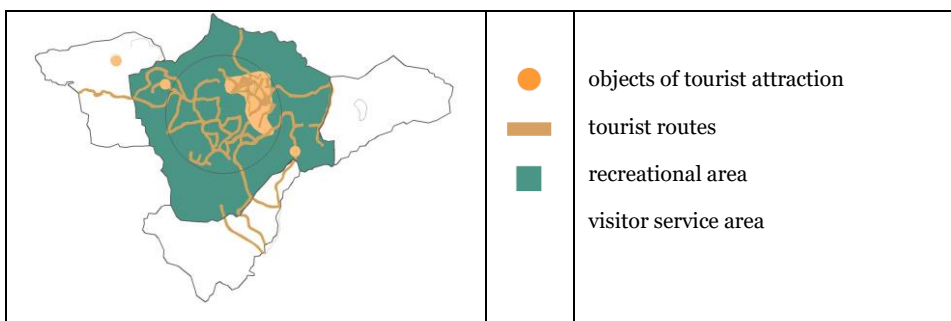 objects of tourist attraction
tourist routes
recreational area
visitor service area